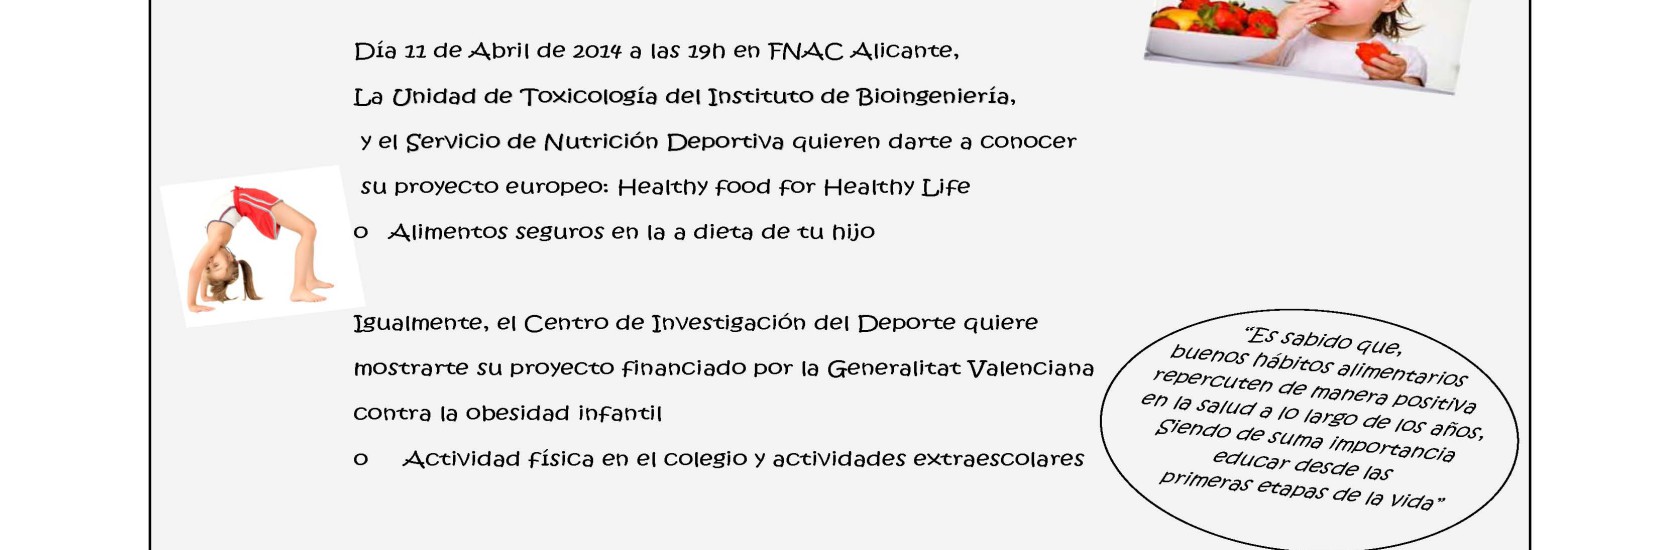 Día 11 de Abril de 2014 a las 19h en FNAC Alicante,
La Unidad de Toxicología del Instituto de Bioingeniería,
y el Servicio de Nutrición Deportiva quieren darte a conocer
su proyecto europeo: Healthy food for Healthy Life
o Alimentos seguros en la a dieta de tu hijo
Igualmente, el Centro de Investigación del Deporte quiere
mostrarte su proyecto financiado por la Generalitat Valenciana
contra la obesidad infantil
o Actividad física en el colegio y actividades extraescolares
“Es sabido que,
buenos hábitos alimentarios
repercuten de manera positiva
en la salud a lo largo de los años,
Siendo de suma importancia
educar desde las
primeras etapas de la vida”